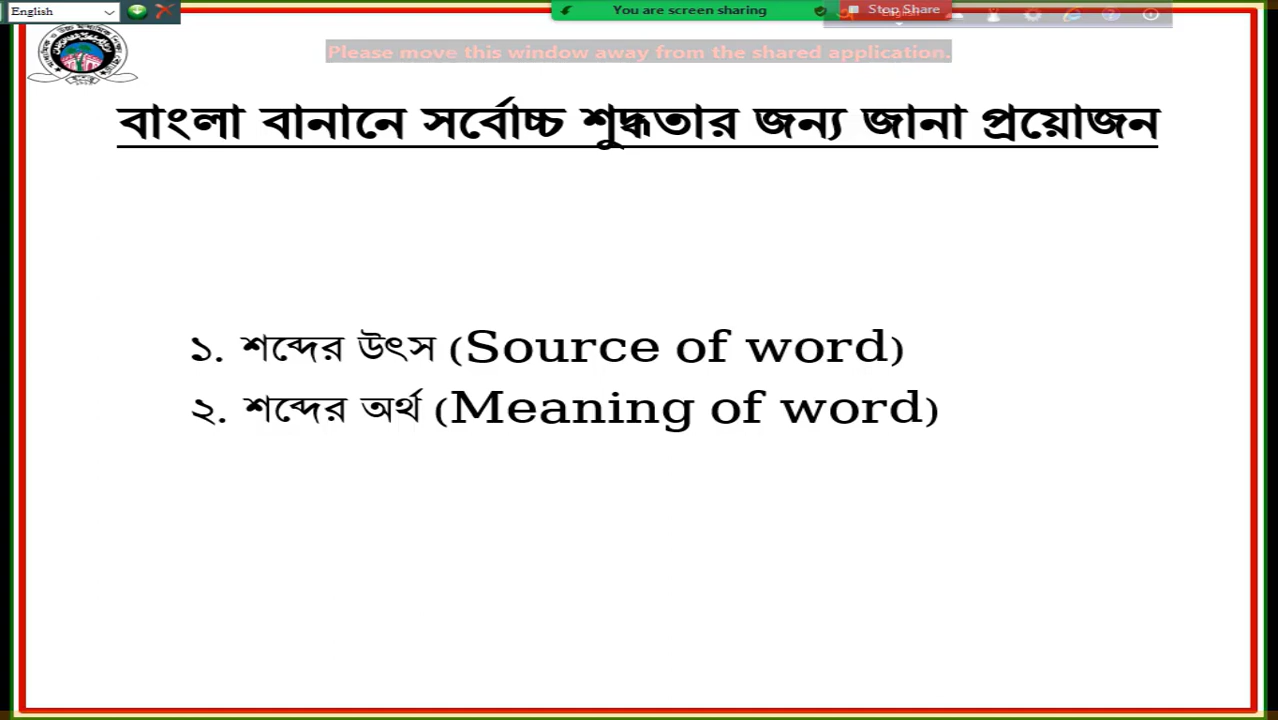 English
You are screen sharing
Stop Share
Please move this window away from the shared application.
বাংলা বানানে সর্বোচ্চ শুদ্ধতার জন্য জানা প্রয়োজন
১. শব্দের উৎস (Source of word)
২. শব্দের অর্থ (Meaning of word)